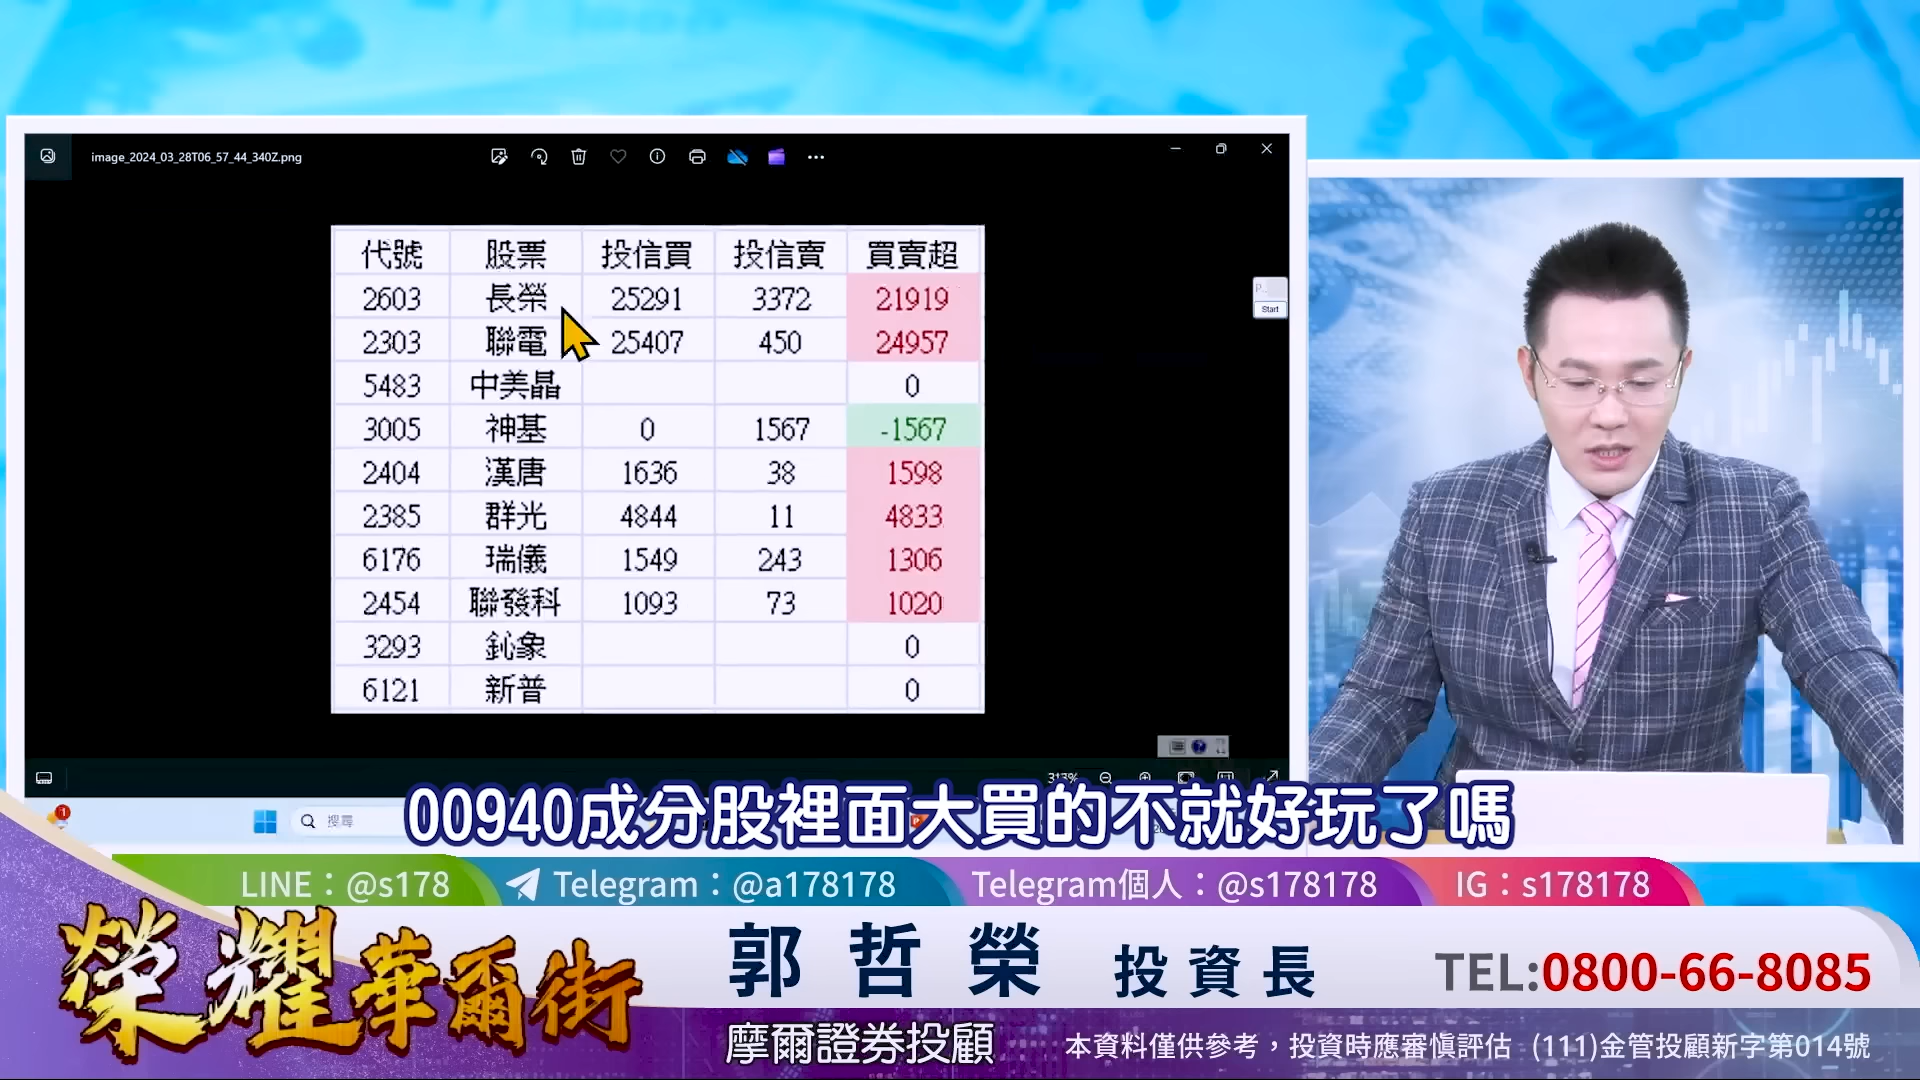 image_2024_03_28T06_57_44_340Z.png
代號 股票 投信買 投信賣 買賣超
2603 長榮 25291 3372 21919
2303 聯電 25407 450 24957
5483 中美晶 0
3005 神基 0 1567 -1567
2404 漢唐 1636 38 1598
2385 群光 4844 11 4833
6176 瑞儀 1549 243 1306
2454 聯發科 1093 73 1020
3293 鈊象 0
6121 新普 0
Start
313%
1
搜尋
00940成分股裡面大買的不就好玩了嗎
LINE：@s178 Telegram：@a178178 Telegram個人：@s178178 IG：s178178
榮耀華爾街
郭哲榮 投資長 TEL:0800-66-8085
摩爾證券投顧 本資料僅供參考，投資時應審慎評估 (111)金管投顧新字第014號